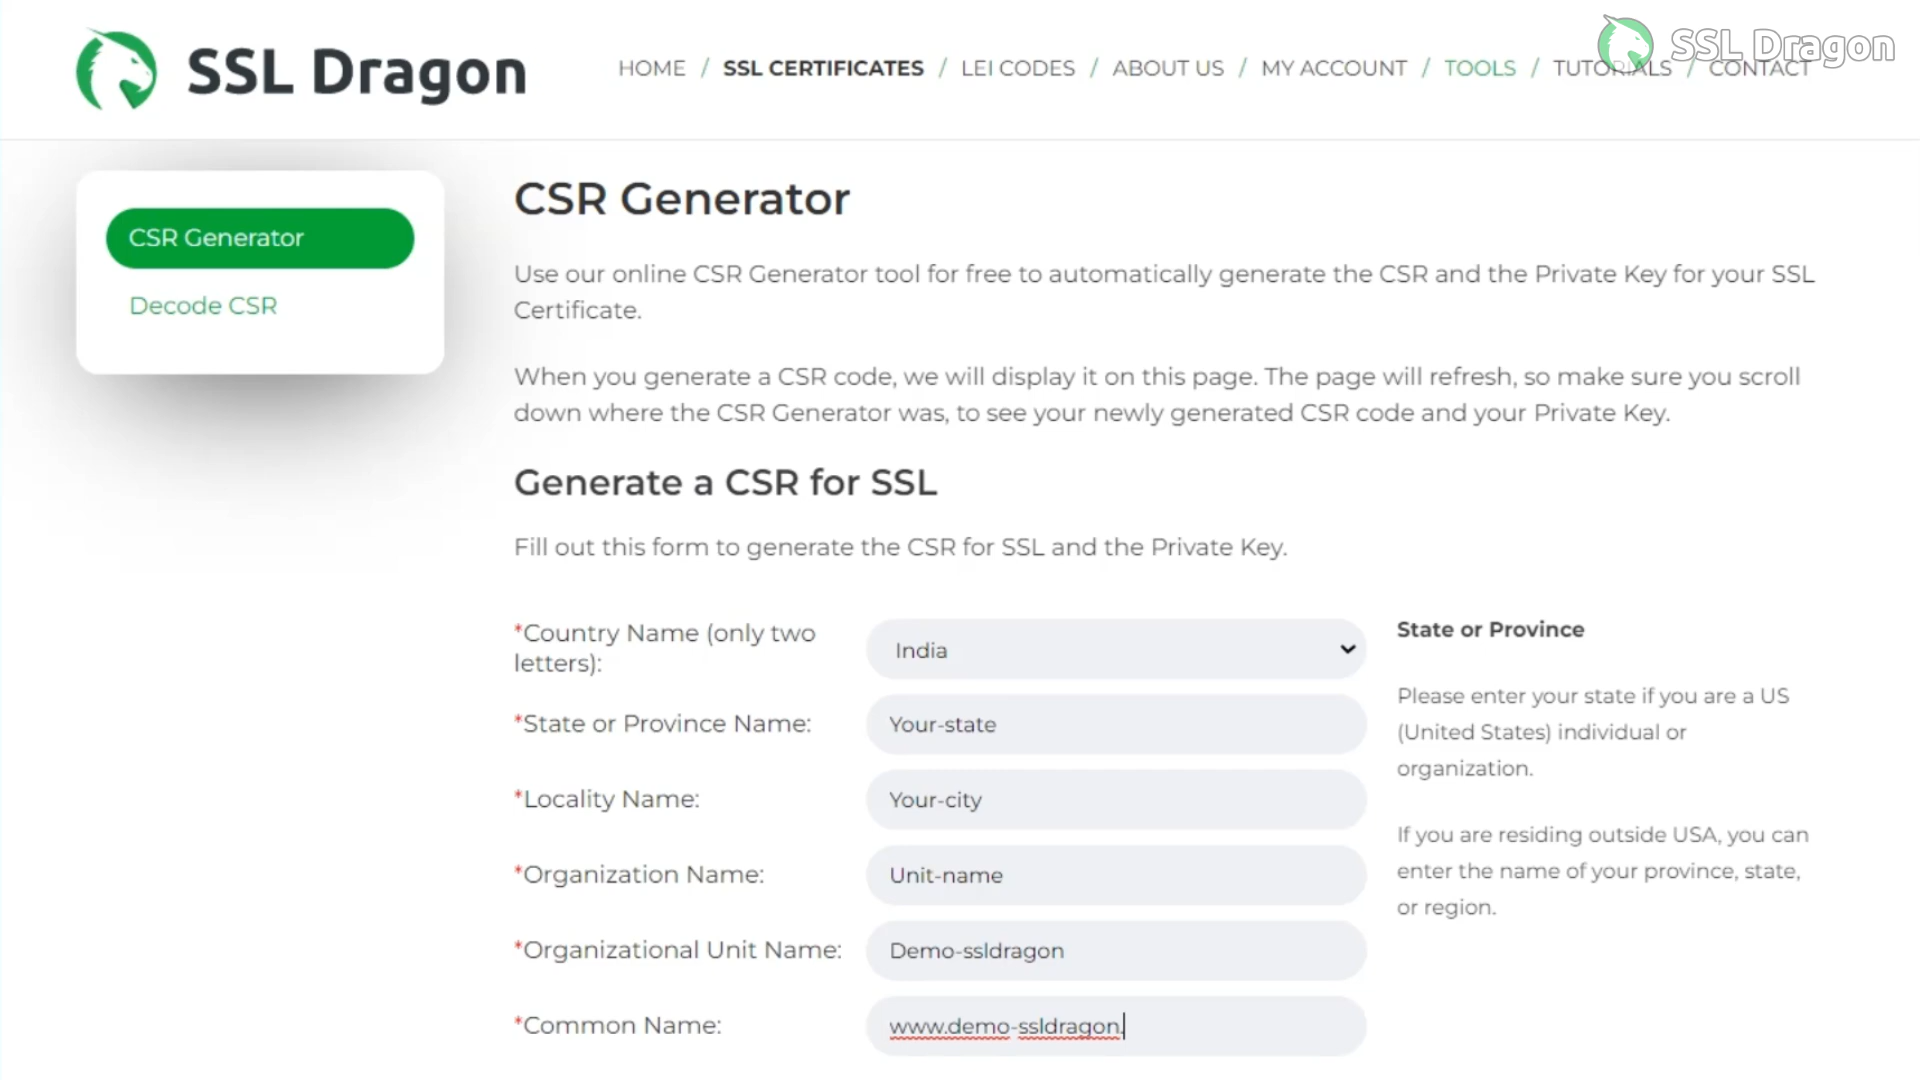 SSL Dragon
HOME / SSL CERTIFICATES / LEI CODES / ABOUT US / MY ACCOUNT / TOOLS / TUTORIALS / CONTACT
SSL Dragon
CSR Generator
Decode CSR
CSR Generator
Use our online CSR Generator tool for free to automatically generate the CSR and the Private Key for your SSL
Certificate.
When you generate a CSR code, we will display it on this page. The page will refresh, so make sure you scroll
down where the CSR Generator was, to see your newly generated CSR code and your Private Key.
Generate a CSR for SSL
Fill out this form to generate the CSR for SSL and the Private Key.
*Country Name (only two
letters):
India
*State or Province Name:
Your-state
*Locality Name:
Your-city
*Organization Name:
Unit-name
*Organizational Unit Name:
Demo-ssldragon
*Common Name:
www.demo-ssldragon.
State or Province
Please enter your state if you are a US
(United States) individual or
organization.
If you are residing outside USA, you can
enter the name of your province, state,
or region.